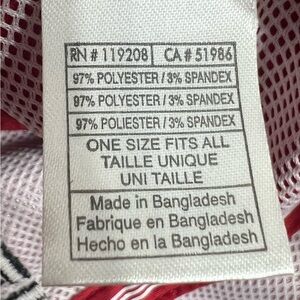 RN # 119208 CA # 51986
97% POLYESTER / 3% SPANDEX
97% POLYESTER / 3% SPANDEX
97% POLIESTER / 3% SPANDEX
ONE SIZE FITS ALL
TAILLE UNIQUE
UNI TAILLE
Made in Bangladesh
Fabrique en Bangladesh
Hecho en la Bangladesh